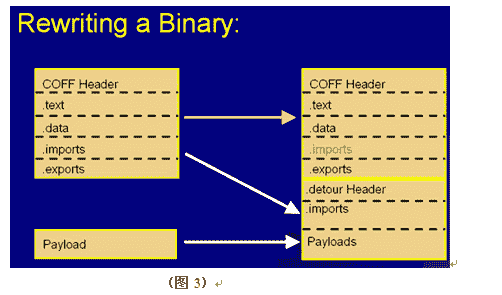 Rewriting a Binary:
COFF Header
.text
.data
.imports
.exports
Payload
COFF Header
.text
.data
.imports
.exports
.detour Header
.imports
Payloads
（图 3）